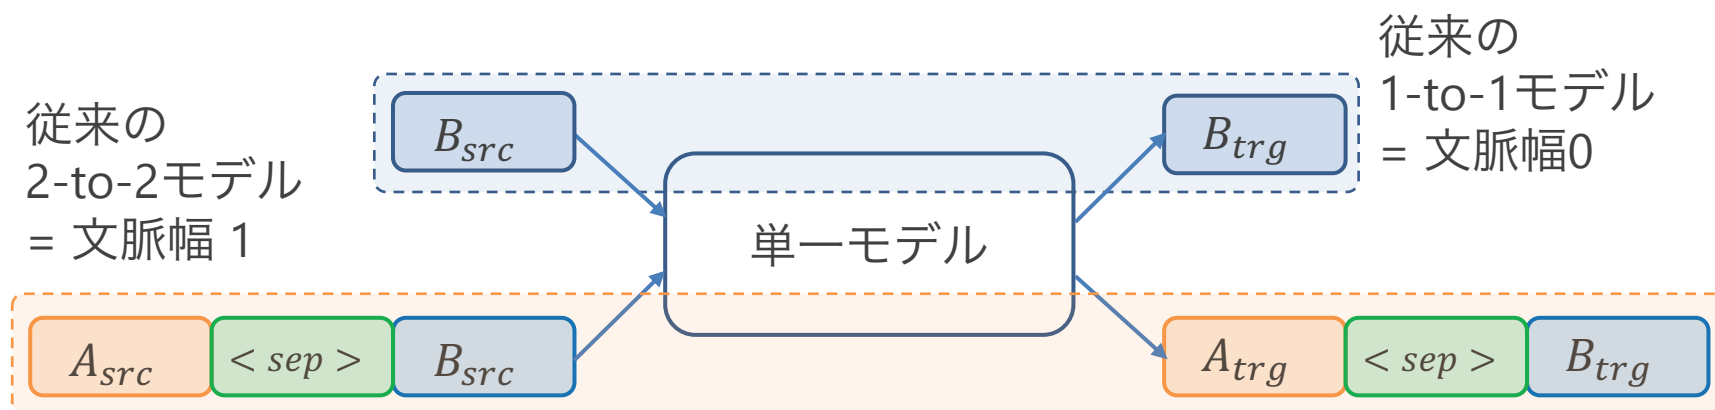 従来の
1-to-1モデル
= 文脈幅0
従来の
2-to-2モデル
= 文脈幅 1
B_src
B_trg
単一モデル
A_src <sep> B_src
A_trg <sep> B_trg